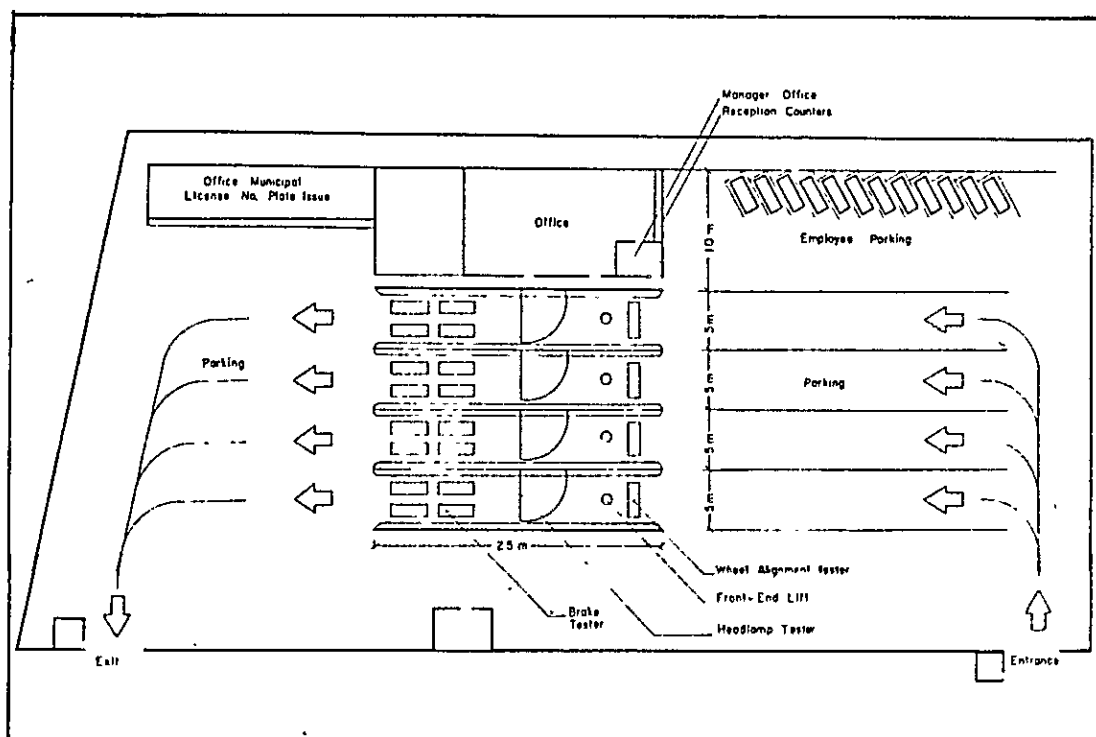 Manager Office
Reception Counters
Office Municipal
License No. Plate Issue
Office
Employee Parking
10 m
5 m
Parking
Parking
5 m
5 m
5 m
25 m
Wheel Alignment Tester
Front-End Lift
Brake
Tester
Headlamp Tester
Exit
Entrance